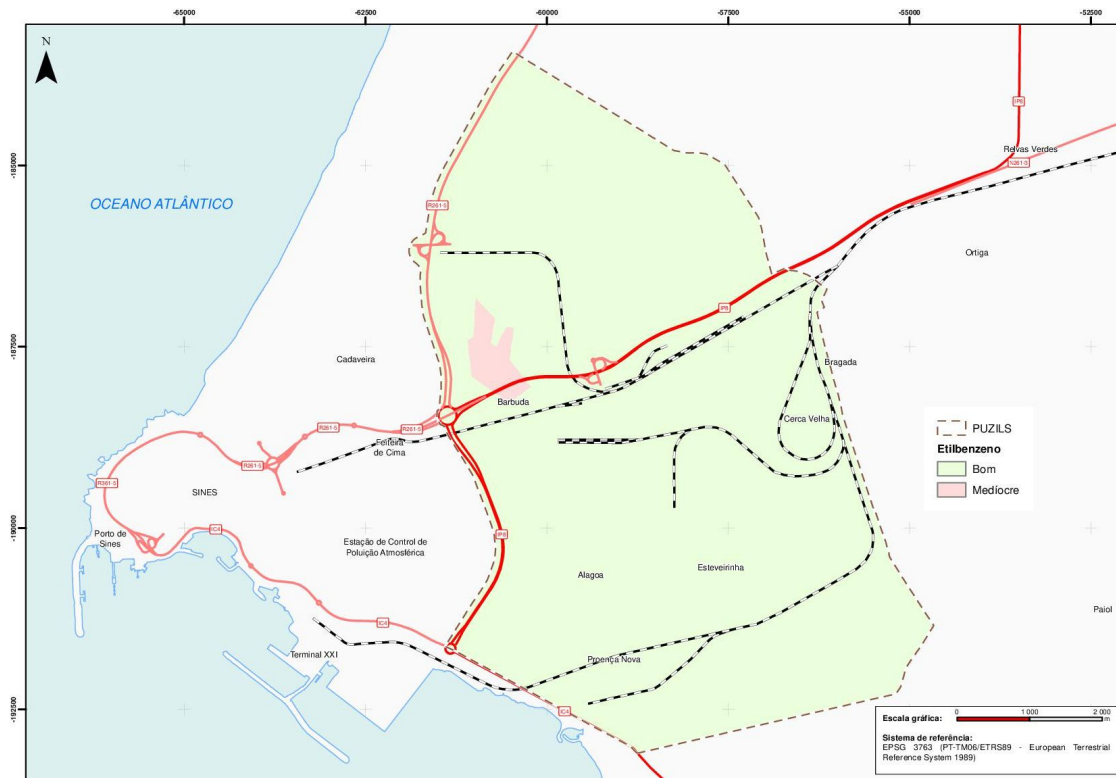 -65000
-62500
-60000
-57500
-55000
-52500
N
IP8
Relvas Verdes
N261-3
-185000
OCEANO ATLÂNTICO
R261-5
Ortiga
IP8
-187500
Cadaveira
Bragada
Barbuda
Cerca Velha
R261-5
R261-5
Feiteira
de Cima
R261-5
R261-5
SINES
PUZILS
Etilbenzeno
Bom
Medíocre
-190000
IC4
IP8
Porto de
Sines
Estação de Control de
Poluição Atmosférica
Alagoa
Esteveirinha
Paiol
IC4
Terminal XXI
Proença Nova
-192500
IC4
Escala gráfica:
0
1 000
2 000
m
Sistema de referência:
EPSG 3763 (PT-TM06/ETRS89 - European Terrestrial
Reference System 1989)